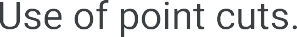 Use of point cuts.